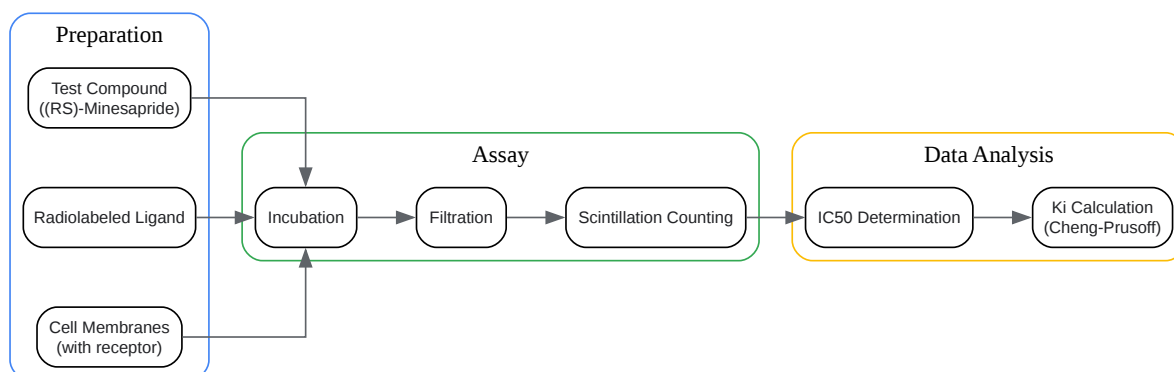 Preparation
Test Compound
((RS)-Minesapride)
Radiolabeled Ligand
Cell Membranes
(with receptor)
Assay
Incubation
Filtration
Scintillation Counting
Data Analysis
IC50 Determination
Ki Calculation
(Cheng-Prusoff)